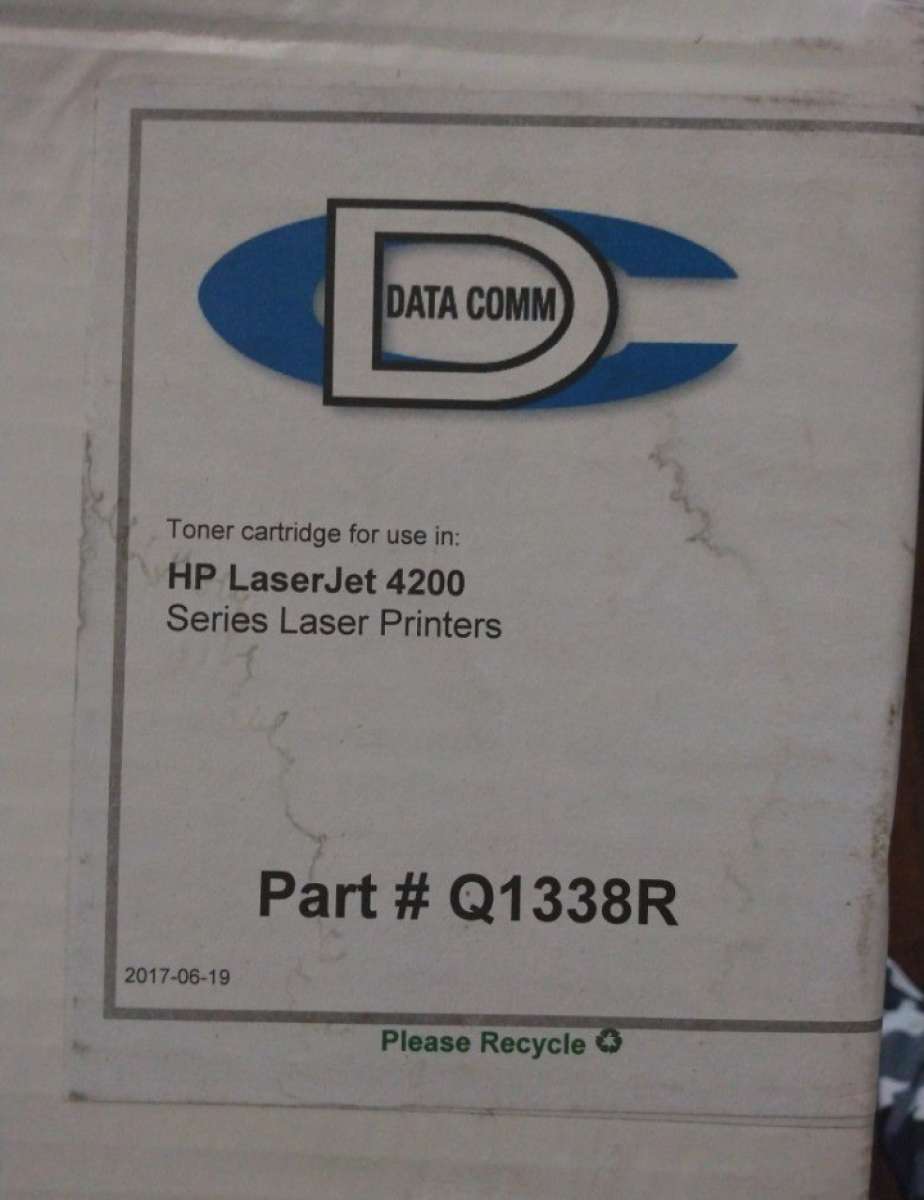 DATA COMM
Toner cartridge for use in:
HP LaserJet 4200
Series Laser Printers
Part # Q1338R
2017-06-19
Please Recycle